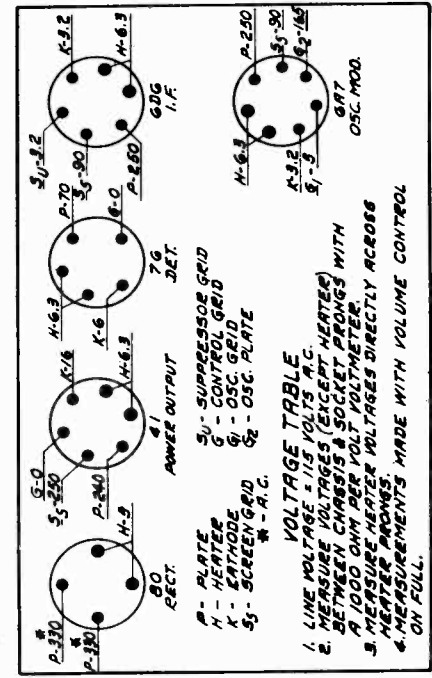 P-330
*
P-330
*
H-5
80
RECT.
G-0
SS-250
P-240
K-16
H-6.3
41
POWER OUTPUT
H-6.3
K-6
P-70
G-0
76
DET.
SU-3.2
SS-90
P-250
K-3.2
H-6.3
6D6
I.F.
H-6.3
K-3.2
G1-3
P-250
SS-90
G2-165
6A7
OSC. MOD.
P - PLATE
H - HEATER
K - CATHODE
SS - SCREEN GRID
SU - SUPPRESSOR GRID
G - CONTROL GRID
G1 - OSC. GRID
G2 - OSC. PLATE
* - A.C.
VOLTAGE TABLE
1. LINE VOLTAGE = 115 VOLTS A.C.
2. MEASURE VOLTAGES (EXCEPT HEATER)
BETWEEN CHASSIS & SOCKET PRONGS WITH
A 1000 OHM PER VOLT VOLTMETER.
3. MEASURE HEATER VOLTAGES DIRECTLY ACROSS
HEATER PRONGS.
4. MEASUREMENTS MADE WITH VOLUME CONTROL
ON FULL.